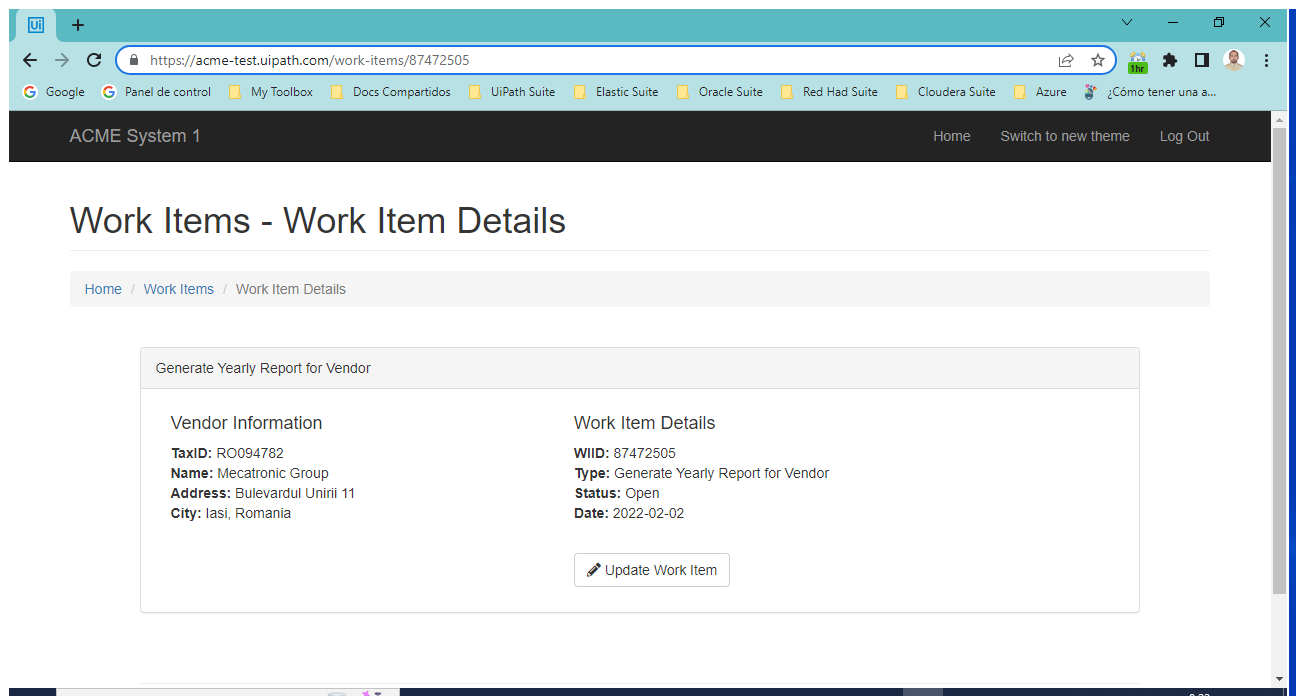 Ui
https://acme-test.uipath.com/work-items/87472505
1hr
Google Panel de control My Toolbox Docs Compartidos UiPath Suite Elastic Suite Oracle Suite Red Had Suite Cloudera Suite Azure ¿Cómo tener una a...
ACME System 1 Home Switch to new theme Log Out
Work Items - Work Item Details
Home / Work Items / Work Item Details
Generate Yearly Report for Vendor
Vendor Information
TaxID: RO094782
Name: Mecatronic Group
Address: Bulevardul Unirii 11
City: Iasi, Romania
Work Item Details
WIID: 87472505
Type: Generate Yearly Report for Vendor
Status: Open
Date: 2022-02-02
Update Work Item